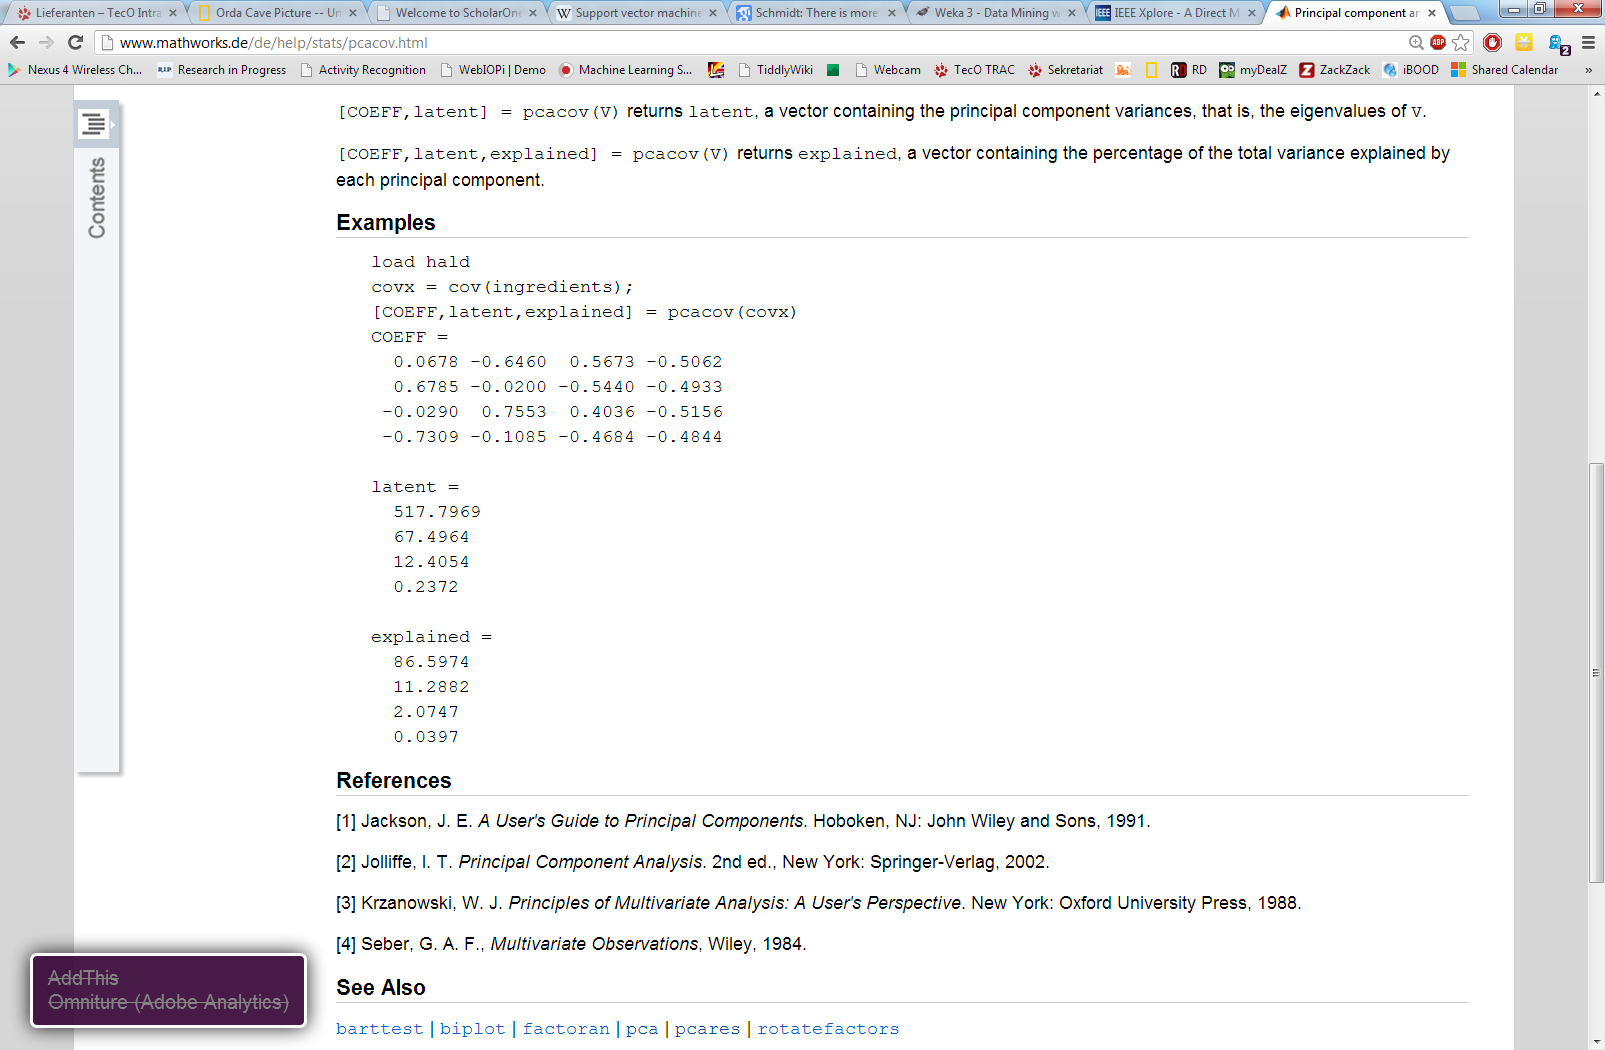 Lieferanten – TecO Intra
Orda Cave Picture -- Un
Welcome to ScholarOne
Support vector machine
Schmidt: There is more
Weka 3 - Data Mining w
IEEE Xplore - A Direct M
Principal component an
www.mathworks.de/de/help/stats/pcacov.html
ABP
2
Nexus 4 Wireless Ch...
Research in Progress
Activity Recognition
WebIOPi | Demo
Machine Learning S...
TiddlyWiki
Webcam
TecO TRAC
Sekretariat
RD
myDealZ
ZackZack
iBOOD
Shared Calendar
»
Contents
[COEFF,latent] = pcacov(V) returns latent, a vector containing the principal component variances, that is, the eigenvalues of V.
[COEFF,latent,explained] = pcacov(V) returns explained, a vector containing the percentage of the total variance explained by
each principal component.
Examples
load hald
covx = cov(ingredients);
[COEFF,latent,explained] = pcacov(covx)
COEFF =
0.0678 -0.6460 0.5673 -0.5062
0.6785 -0.0200 -0.5440 -0.4933
-0.0290 0.7553 0.4036 -0.5156
-0.7309 -0.1085 -0.4684 -0.4844
latent =
517.7969
67.4964
12.4054
0.2372
explained =
86.5974
11.2882
2.0747
0.0397
References
[1] Jackson, J. E. A User's Guide to Principal Components. Hoboken, NJ: John Wiley and Sons, 1991.
[2] Jolliffe, I. T. Principal Component Analysis. 2nd ed., New York: Springer-Verlag, 2002.
[3] Krzanowski, W. J. Principles of Multivariate Analysis: A User's Perspective. New York: Oxford University Press, 1988.
[4] Seber, G. A. F., Multivariate Observations, Wiley, 1984.
AddThis
Omniture (Adobe Analytics)
See Also
barttest | biplot | factoran | pca | pcares | rotatefactors